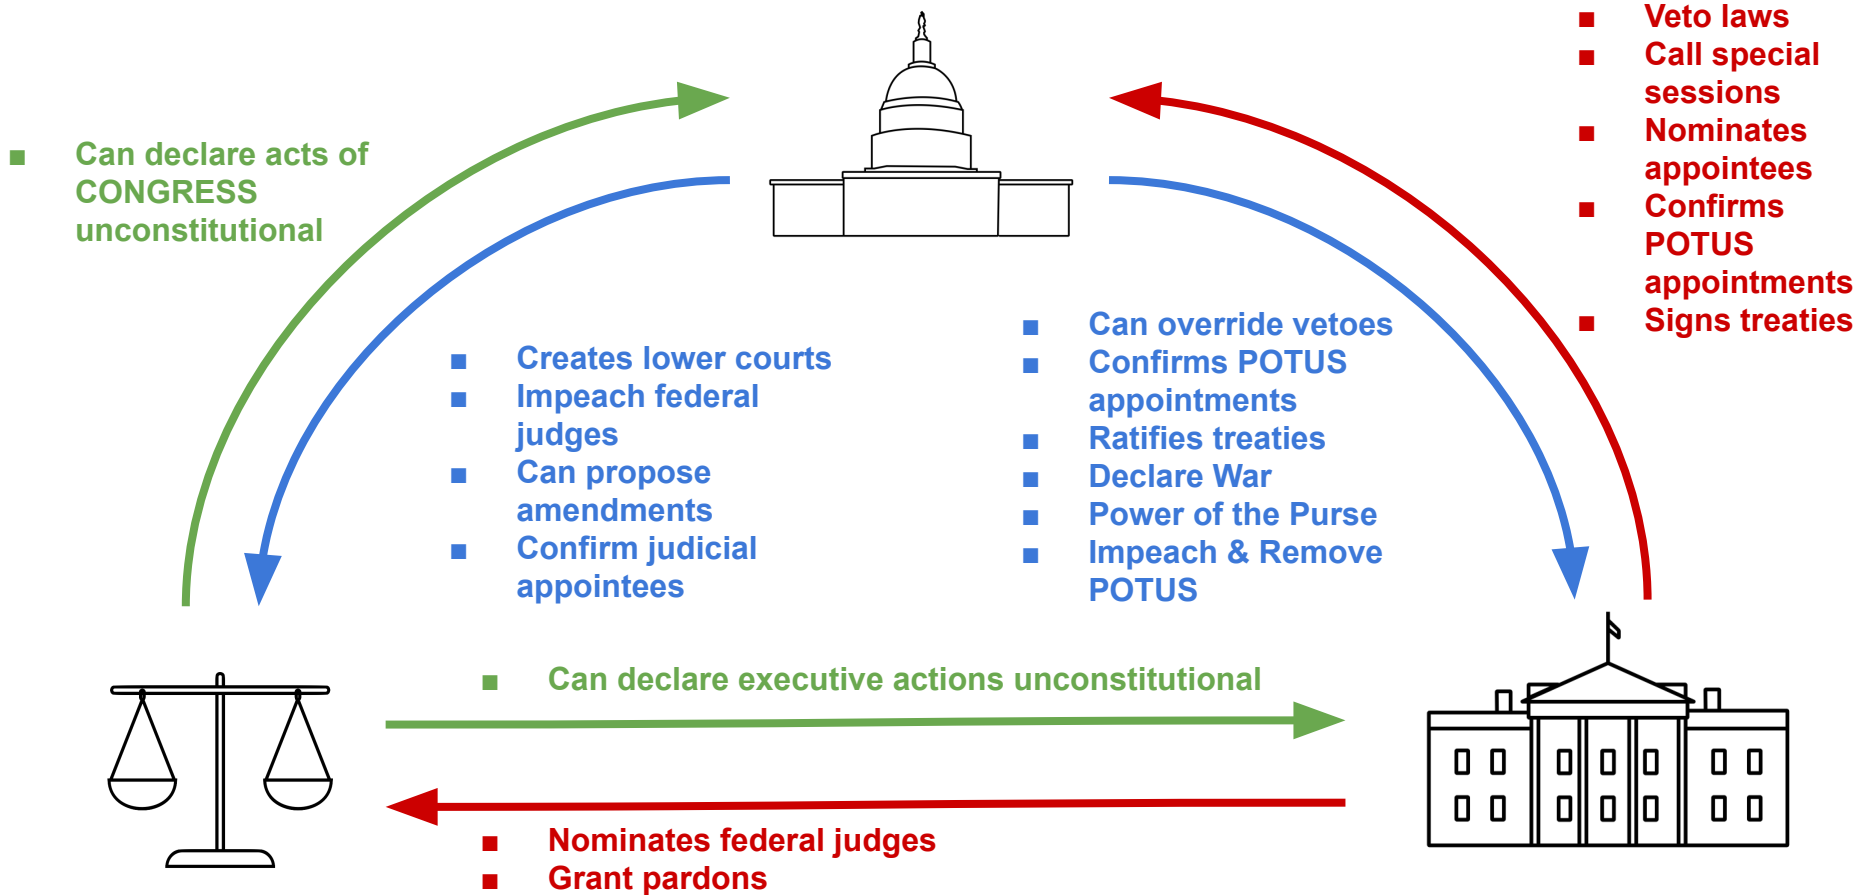 ■ Can declare acts of
CONGRESS
unconstitutional
■ Veto laws
■ Call special
sessions
■ Nominates
appointees
■ Confirms
POTUS
appointments
■ Signs treaties
■ Creates lower courts
■ Impeach federal
judges
■ Can propose
amendments
■ Confirm judicial
appointees
■ Can override vetoes
■ Confirms POTUS
appointments
■ Ratifies treaties
■ Declare War
■ Power of the Purse
■ Impeach & Remove
POTUS
■ Can declare executive actions unconstitutional
■ Nominates federal judges
■ Grant pardons